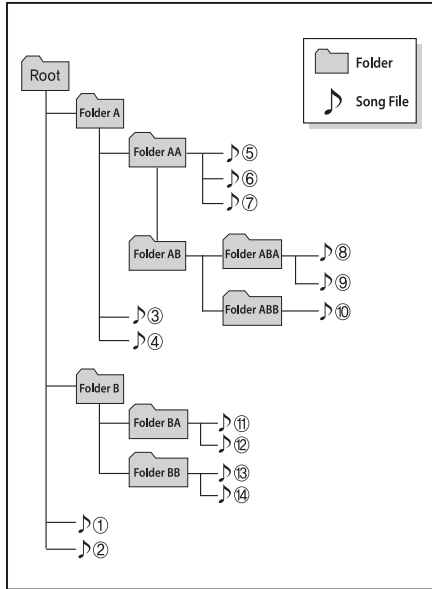 Root
Folder
Song File
Folder A
Folder AA
⑤
⑥
⑦
Folder AB
Folder ABA
⑧
⑨
Folder ABB
⑩
③
④
Folder B
Folder BA
⑪
⑫
Folder BB
⑬
⑭
①
②